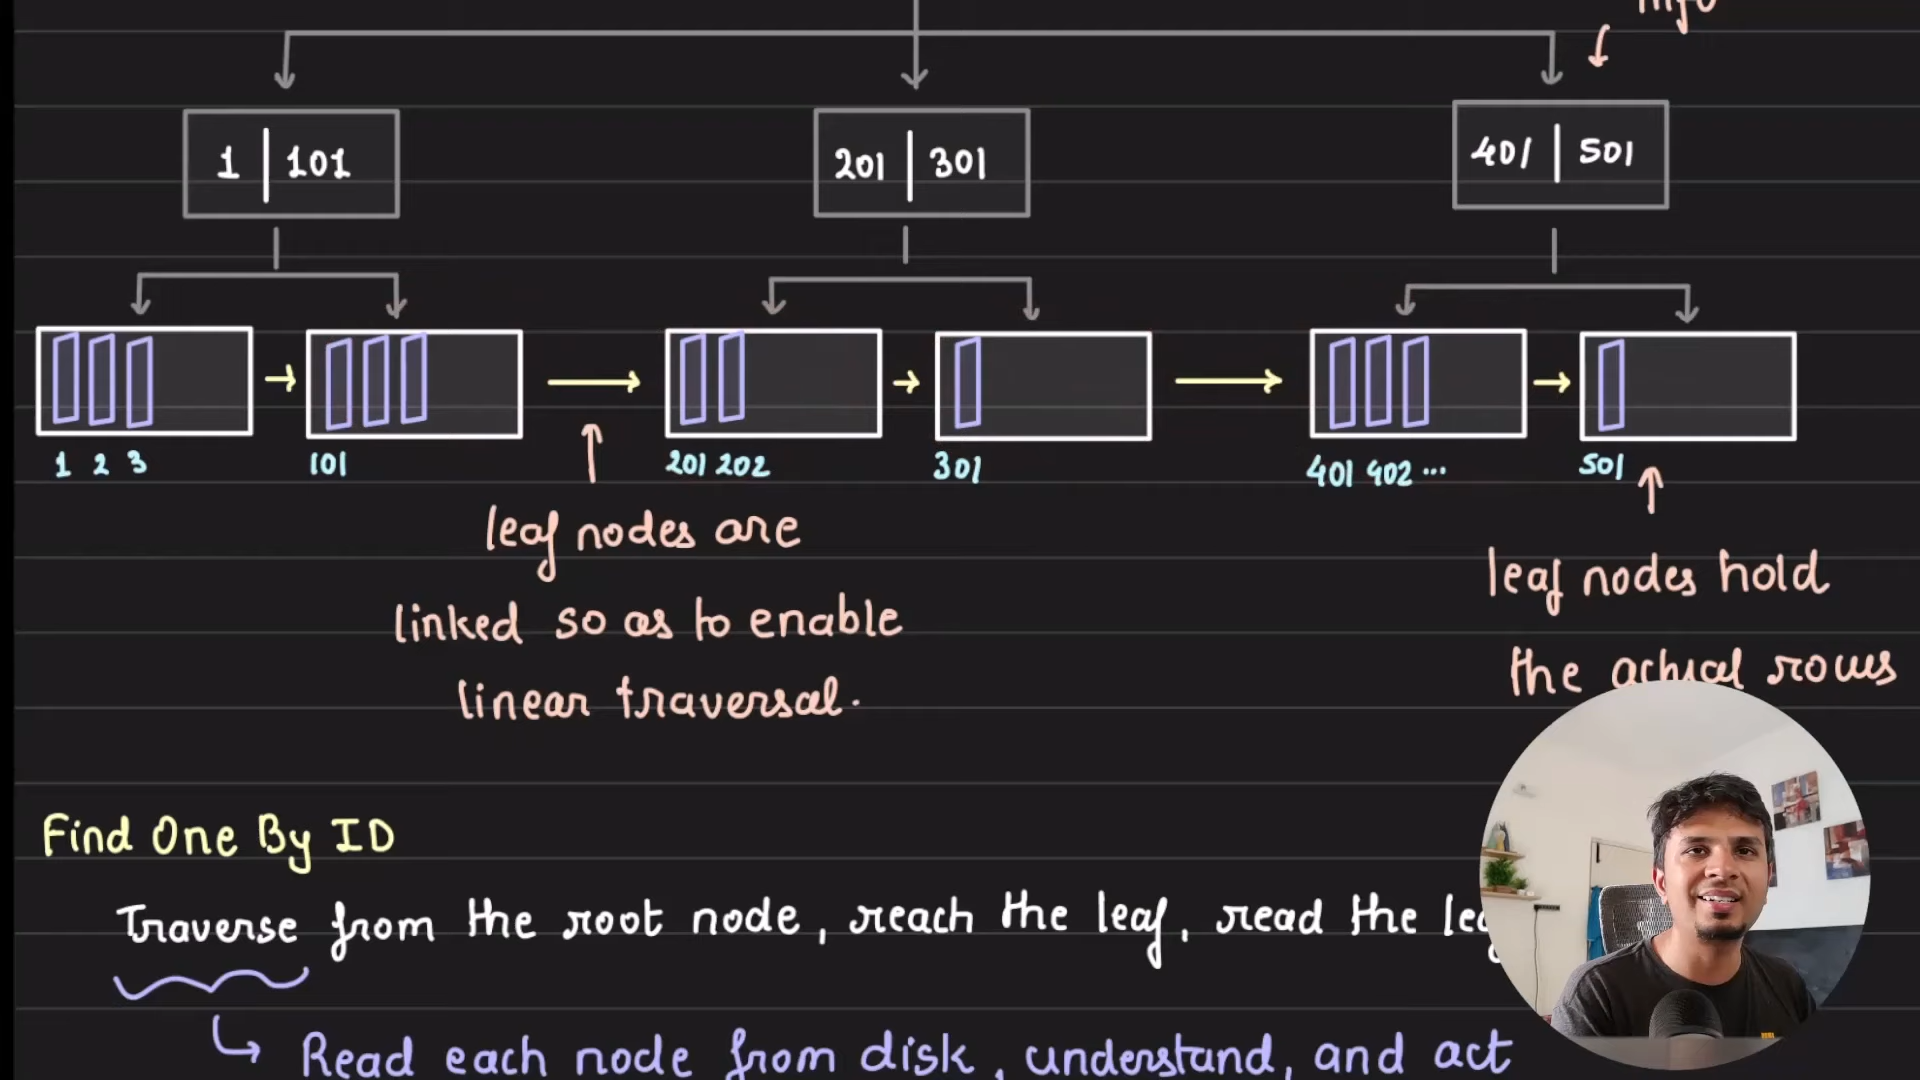 info
1 | 101
201 | 301
401 | 501
1 2 3
101
201 202
301
401 402 ...
501
leaf nodes are
linked so as to enable
linear traversal.
leaf nodes hold
the actual rows
Find One By ID
Traverse from the root node, reach the leaf, read the
Read each node from disk, understand, and act